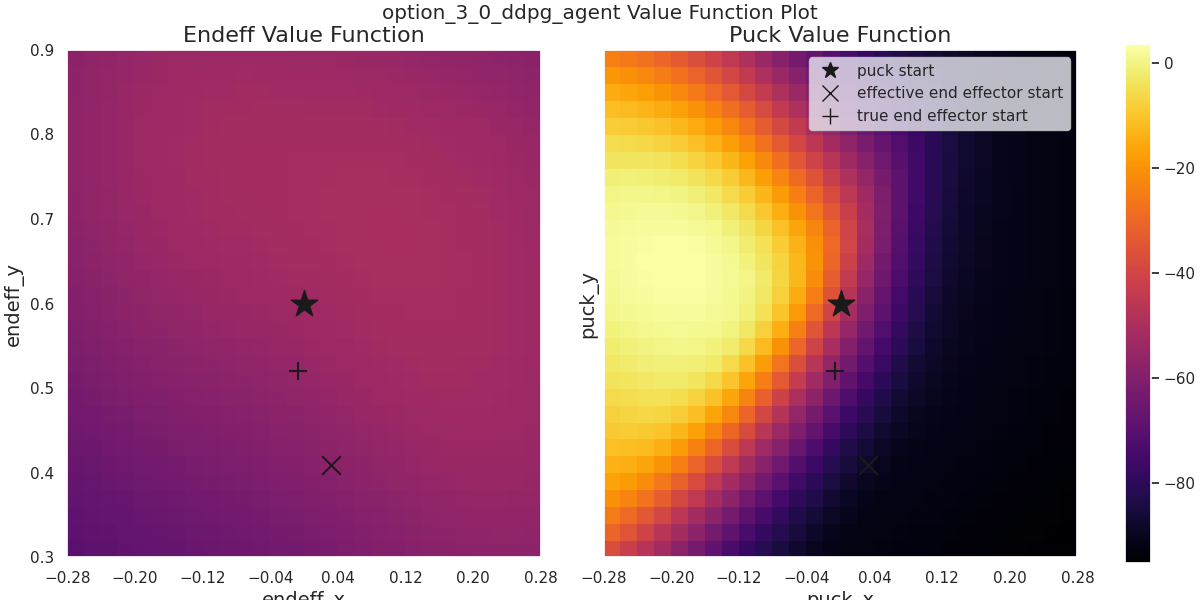 option_3_0_ddpg_agent Value Function Plot
Endeff Value Function
Puck Value Function
0.9
0.8
0.7
0.6
0.5
0.4
0.3
endeff_y
−0.28 −0.20 −0.12 −0.04 0.04 0.12 0.20 0.28
endeff_x
puck_y
puck start
effective end effector start
true end effector start
−0.28 −0.20 −0.12 −0.04 0.04 0.12 0.20 0.28
puck_x
0
−20
−40
−60
−80